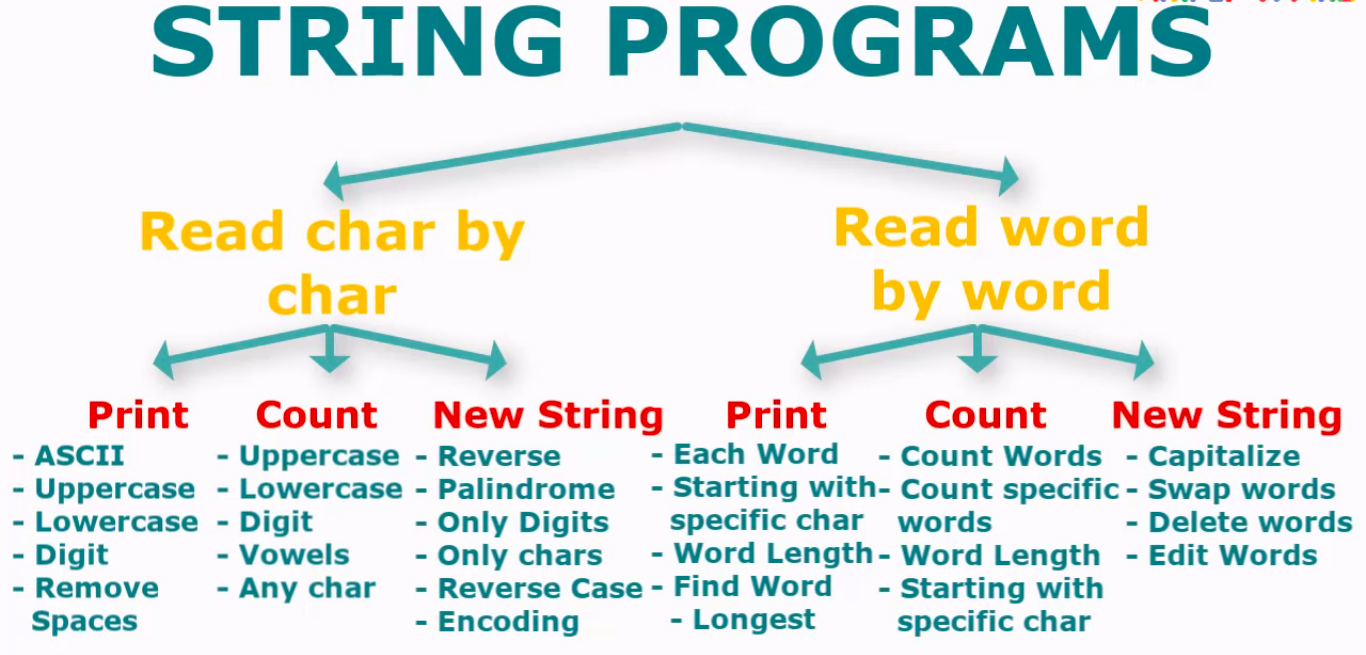 STRING PROGRAMS
Read char by
char
Print
- ASCII
- Uppercase
- Lowercase
- Digit
- Remove
Spaces
Count
- Uppercase
- Lowercase
- Digit
- Vowels
- Any char
New String
- Reverse
- Palindrome
- Only Digits
- Only chars
- Reverse Case
- Encoding
Read word
by word
Print
- Each Word
- Starting with
specific char
- Word Length
- Find Word
- Longest
Count
- Count Words
- Count specific
words
- Word Length
- Starting with
specific char
New String
- Capitalize
- Swap words
- Delete words
- Edit Words